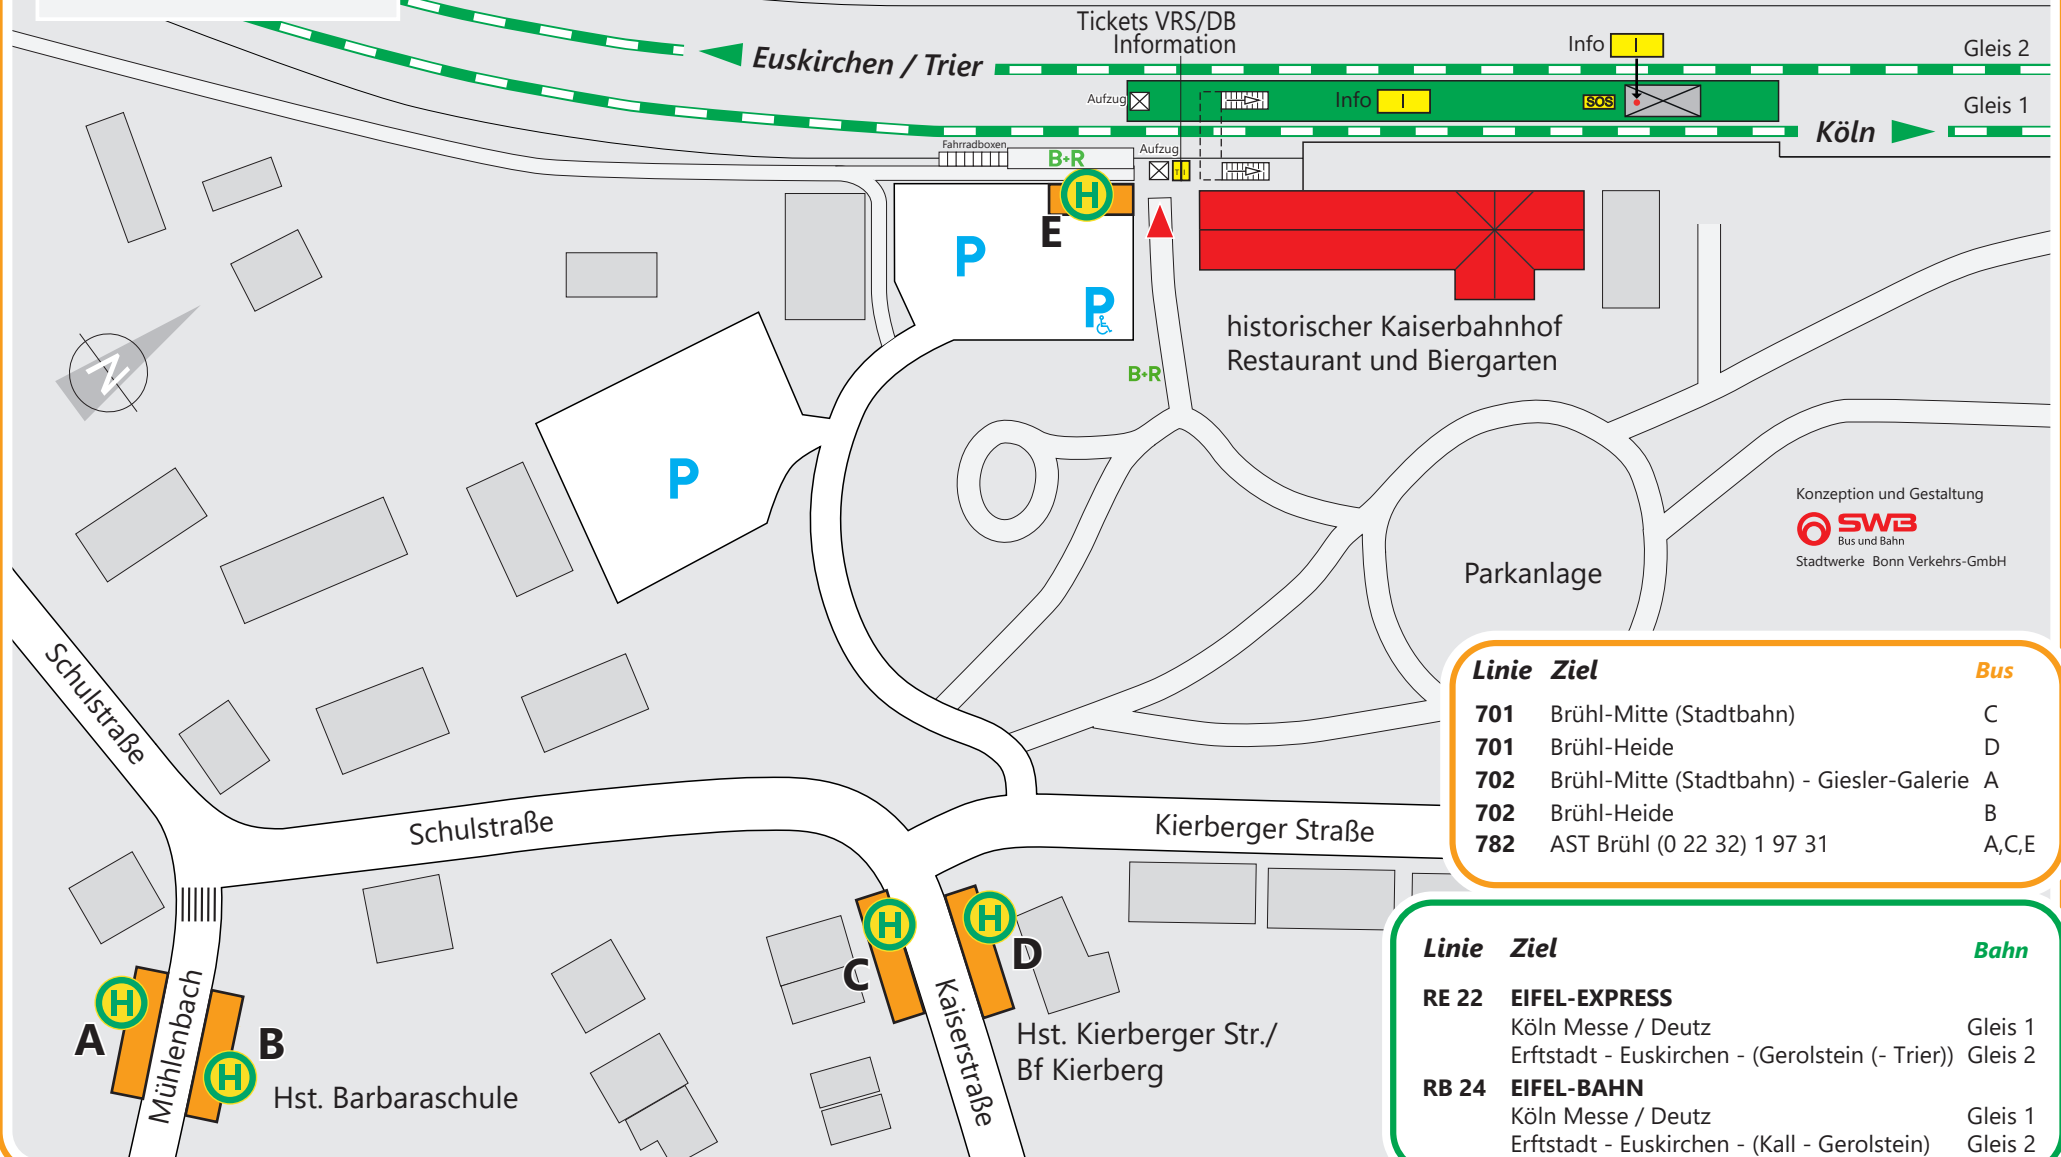 Tickets VRS/DB
Information
Info I
Gleis 2
Euskirchen / Trier
Aufzug
Info I
SOS
Gleis 1
Köln
Fahrradboxen
B+R
Aufzug
T I
H
E
P
P
historischer Kaiserbahnhof
Restaurant und Biergarten
B+R
N
P
Konzeption und Gestaltung
SWB
Bus und Bahn
Stadtwerke Bonn Verkehrs-GmbH
Parkanlage
Schulstraße
Schulstraße
Kierberger Straße
H
A
Mühlenbach
H
B
Hst. Barbaraschule
H
C
Kaiserstraße
H
D
Hst. Kierberger Str./
Bf Kierberg
Linie Ziel Bus
701 Brühl-Mitte (Stadtbahn) C
701 Brühl-Heide D
702 Brühl-Mitte (Stadtbahn) - Giesler-Galerie A
702 Brühl-Heide B
782 AST Brühl (0 22 32) 1 97 31 A,C,E
Linie Ziel Bahn
RE 22 EIFEL-EXPRESS
Köln Messe / Deutz Gleis 1
Erftstadt - Euskirchen - (Gerolstein (- Trier)) Gleis 2
RB 24 EIFEL-BAHN
Köln Messe / Deutz Gleis 1
Erftstadt - Euskirchen - (Kall - Gerolstein) Gleis 2